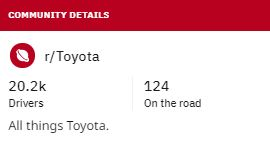 COMMUNITY DETAILS
r/Toyota
20.2k 124
Drivers On the road
All things Toyota.